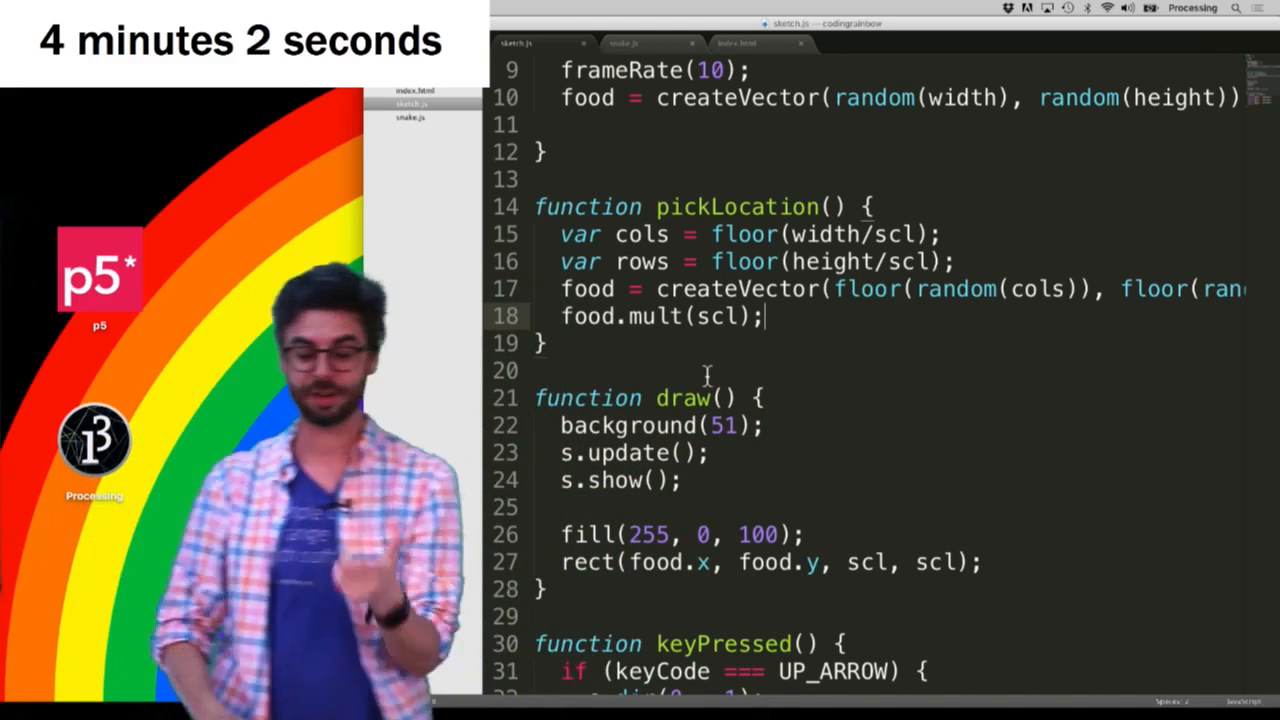 4 minutes 2 seconds
Processing
sketch.js — codingrainbow
sketch.js
snake.js
index.html
index.html
sketch.js
snake.js
p5*
p5
Processing
9 frameRate(10);
10 food = createVector(random(width), random(height))
11
12 }
13
14 function pickLocation() {
15 var cols = floor(width/scl);
16 var rows = floor(height/scl);
17 food = createVector(floor(random(cols)), floor(ran
18 food.mult(scl);
19 }
20
21 function draw() {
22 background(51);
23 s.update();
24 s.show();
25
26 fill(255, 0, 100);
27 rect(food.x, food.y, scl, scl);
28 }
29
30 function keyPressed() {
31 if (keyCode === UP_ARROW) {
JavaScript